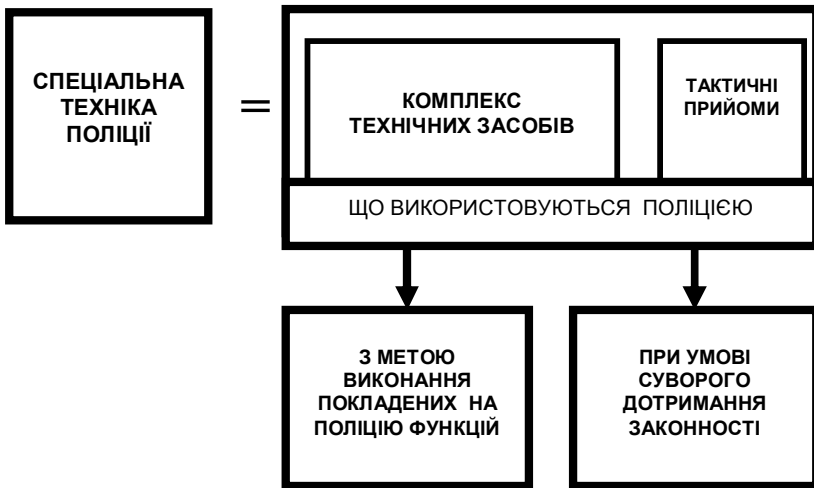 СПЕЦІАЛЬНА
ТЕХНІКА
ПОЛІЦІЇ
=
КОМПЛЕКС
ТЕХНІЧНИХ ЗАСОБІВ
ТАКТИЧНІ
ПРИЙОМИ
ЩО ВИКОРИСТОВУЮТЬСЯ ПОЛІЦІЄЮ
З МЕТОЮ
ВИКОНАННЯ
ПОКЛАДЕНИХ НА
ПОЛІЦІЮ ФУНКЦІЙ
ПРИ УМОВІ
СУВОРОГО
ДОТРИМАННЯ
ЗАКОННОСТІ